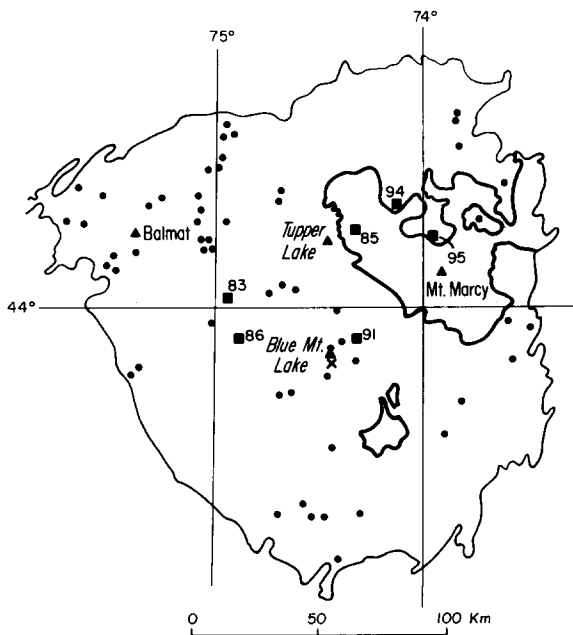 74°
75°
94
Balmat
Tupper
Lake
85
95
Mt. Marcy
83
44°
86
Blue Mt.
Lake
91
0 50 100 Km